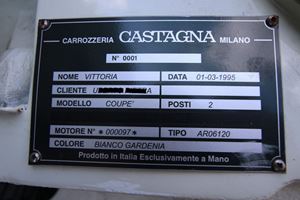 CARROZZERIA CASTAGNA MILANO
N° 0001
NOME VITTORIA DATA 01-03-1995
CLIENTE
MODELLO COUPE' POSTI 2
MOTORE N° * 000097 * TIPO AR06120
COLORE BIANCO GARDENIA
Prodotto in Italia Esclusivamente a Mano